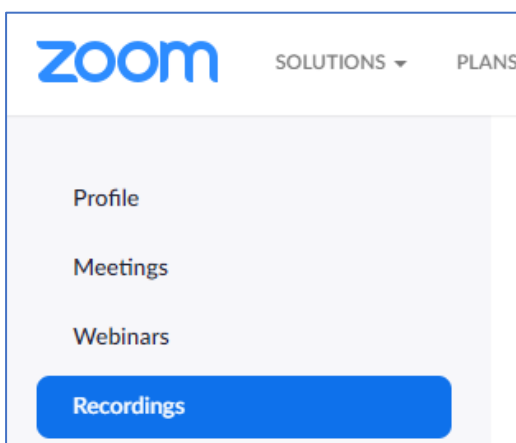 zoom SOLUTIONS PLANS
Profile
Meetings
Webinars
Recordings